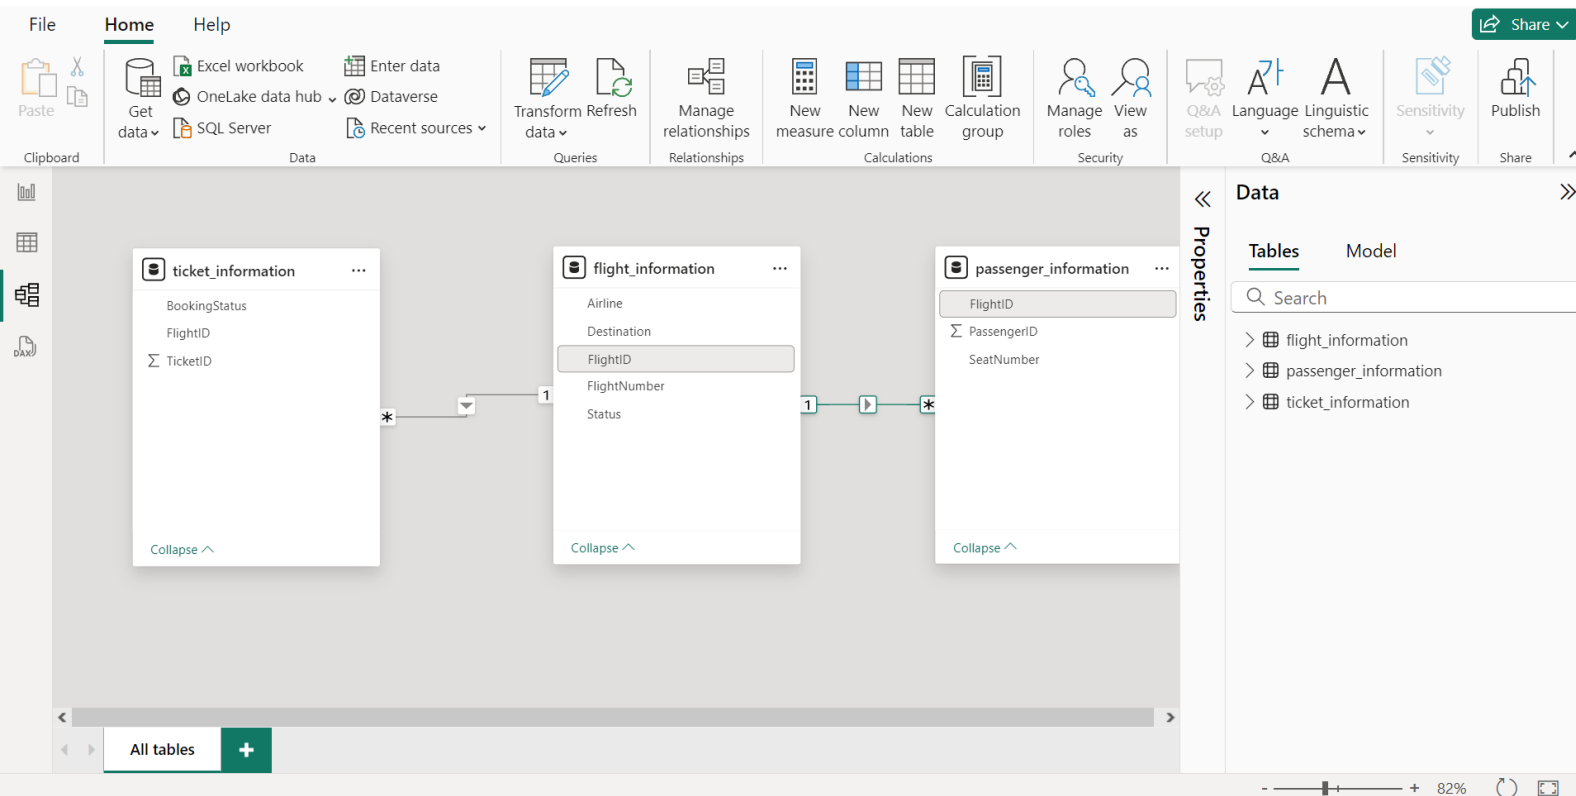 File Home Help
Share
Paste
Clipboard
Get data
Excel workbook
OneLake data hub
SQL Server
Enter data
Dataverse
Recent sources
Data
Transform data
Refresh
Queries
Manage relationships
Relationships
New measure
New column
New table
Calculation group
Calculations
Manage roles
View as
Security
Q&A setup
Language
Linguistic schema
Q&A
Sensitivity
Sensitivity
Publish
Share
DAX
ticket_information ...
BookingStatus
FlightID
Σ TicketID
Collapse
*
1
flight_information ...
Airline
Destination
FlightID
FlightNumber
Status
Collapse
1
*
passenger_information ...
FlightID
Σ PassengerID
SeatNumber
Collapse
Properties
Data
Tables Model
Search
flight_information
passenger_information
ticket_information
All tables +
- + 82%